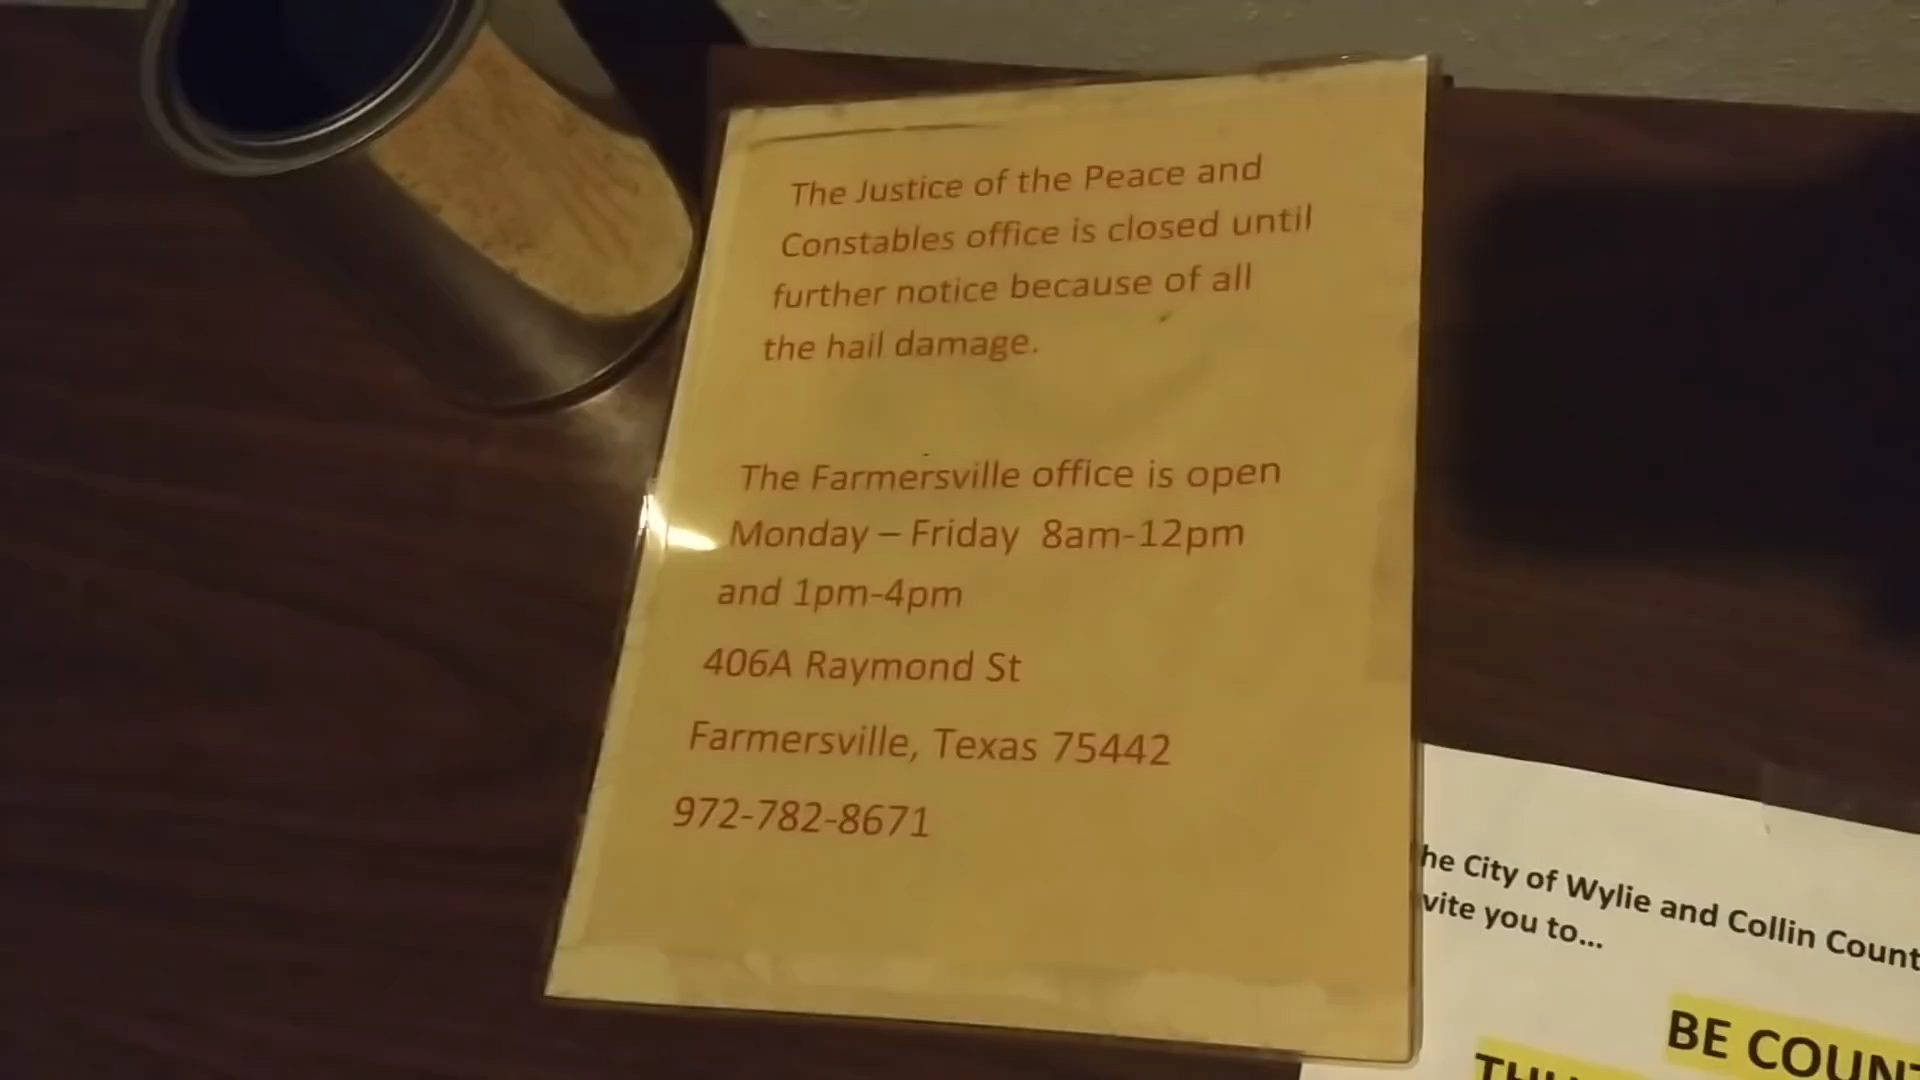 The Justice of the Peace and
Constables office is closed until
further notice because of all
the hail damage.
The Farmersville office is open
Monday – Friday 8am-12pm
and 1pm-4pm
406A Raymond St
Farmersville, Texas 75442
972-782-8671
he City of Wylie and Collin Count
vite you to...
BE COUNT